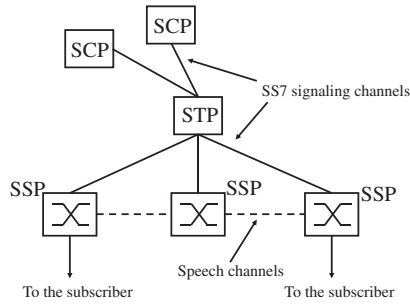 SCP
SCP
SS7 signaling channels
STP
SSP
SSP
SSP
Speech channels
To the subscriber
To the subscriber